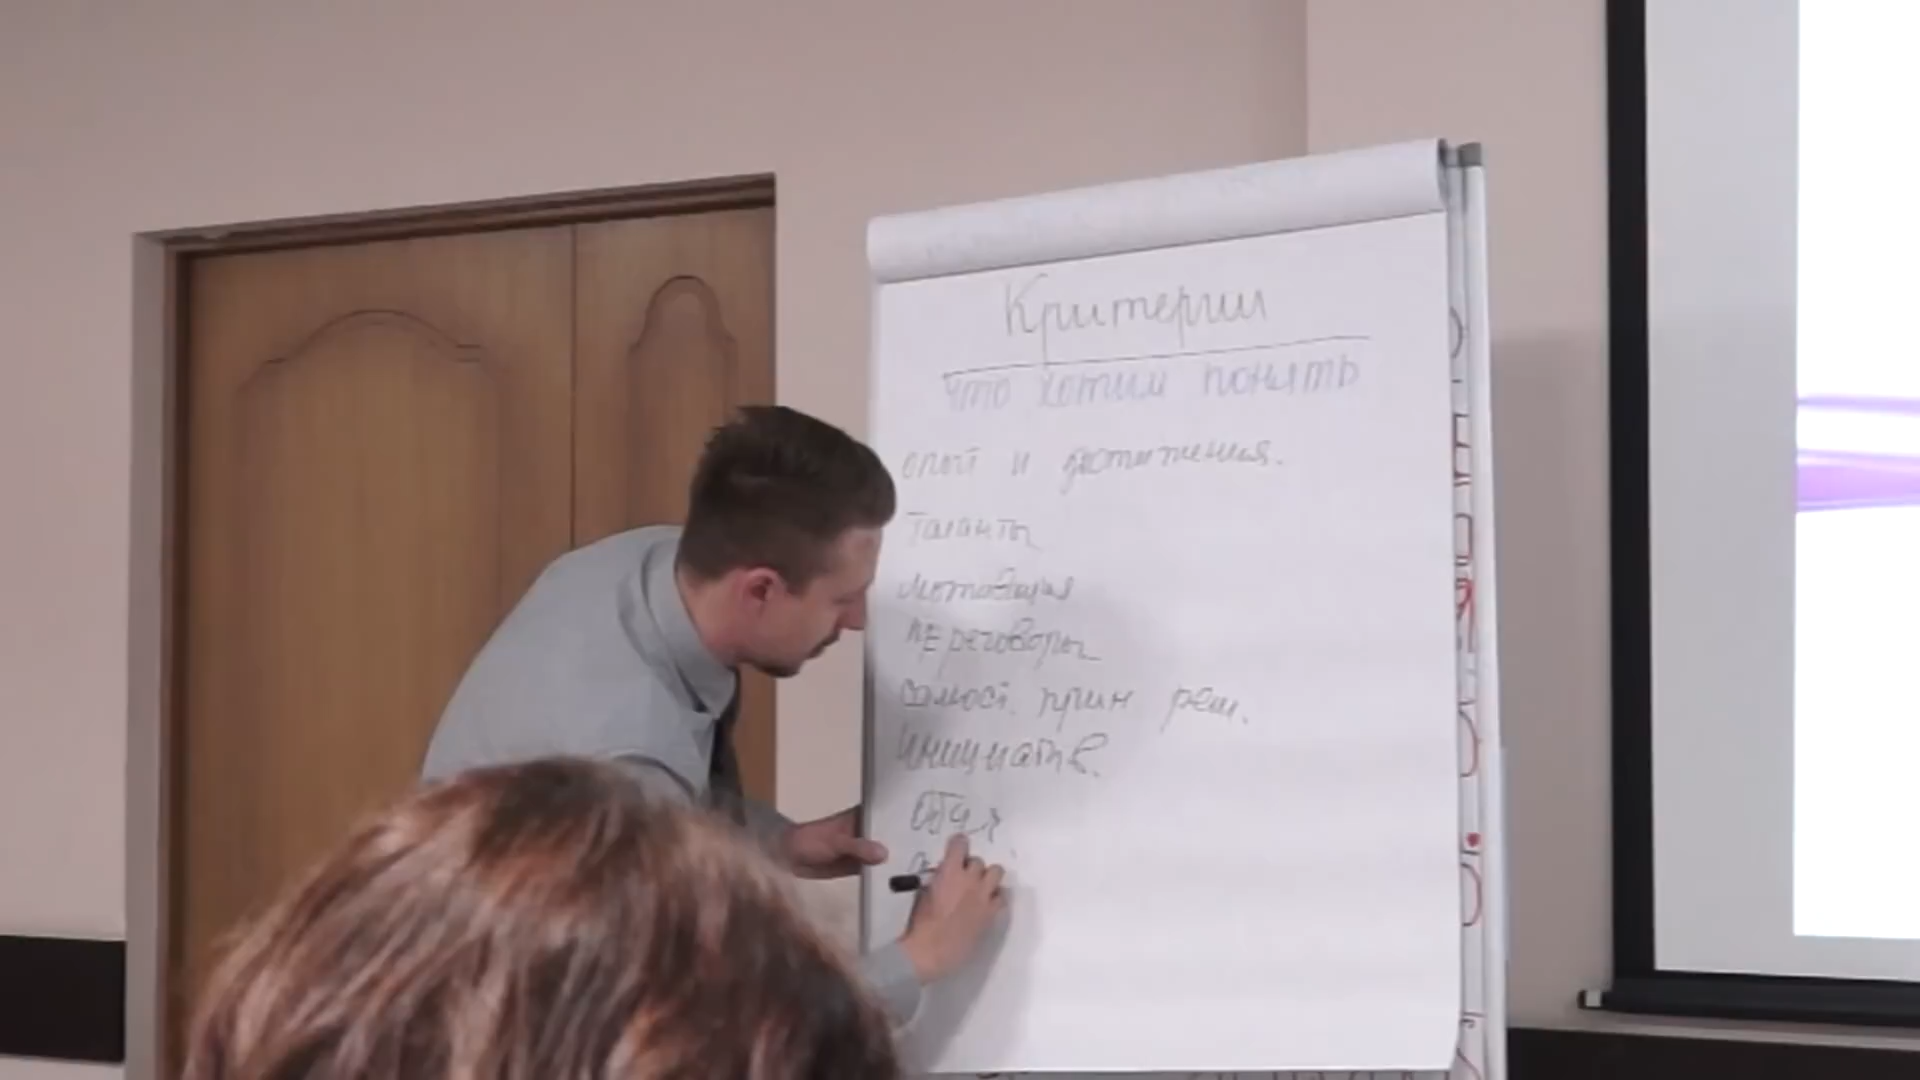 Критерии
что хотим понять
опыт и достижения.
таланты
мотивация
пЕреговоры
самост. прин реш.
инициатив.